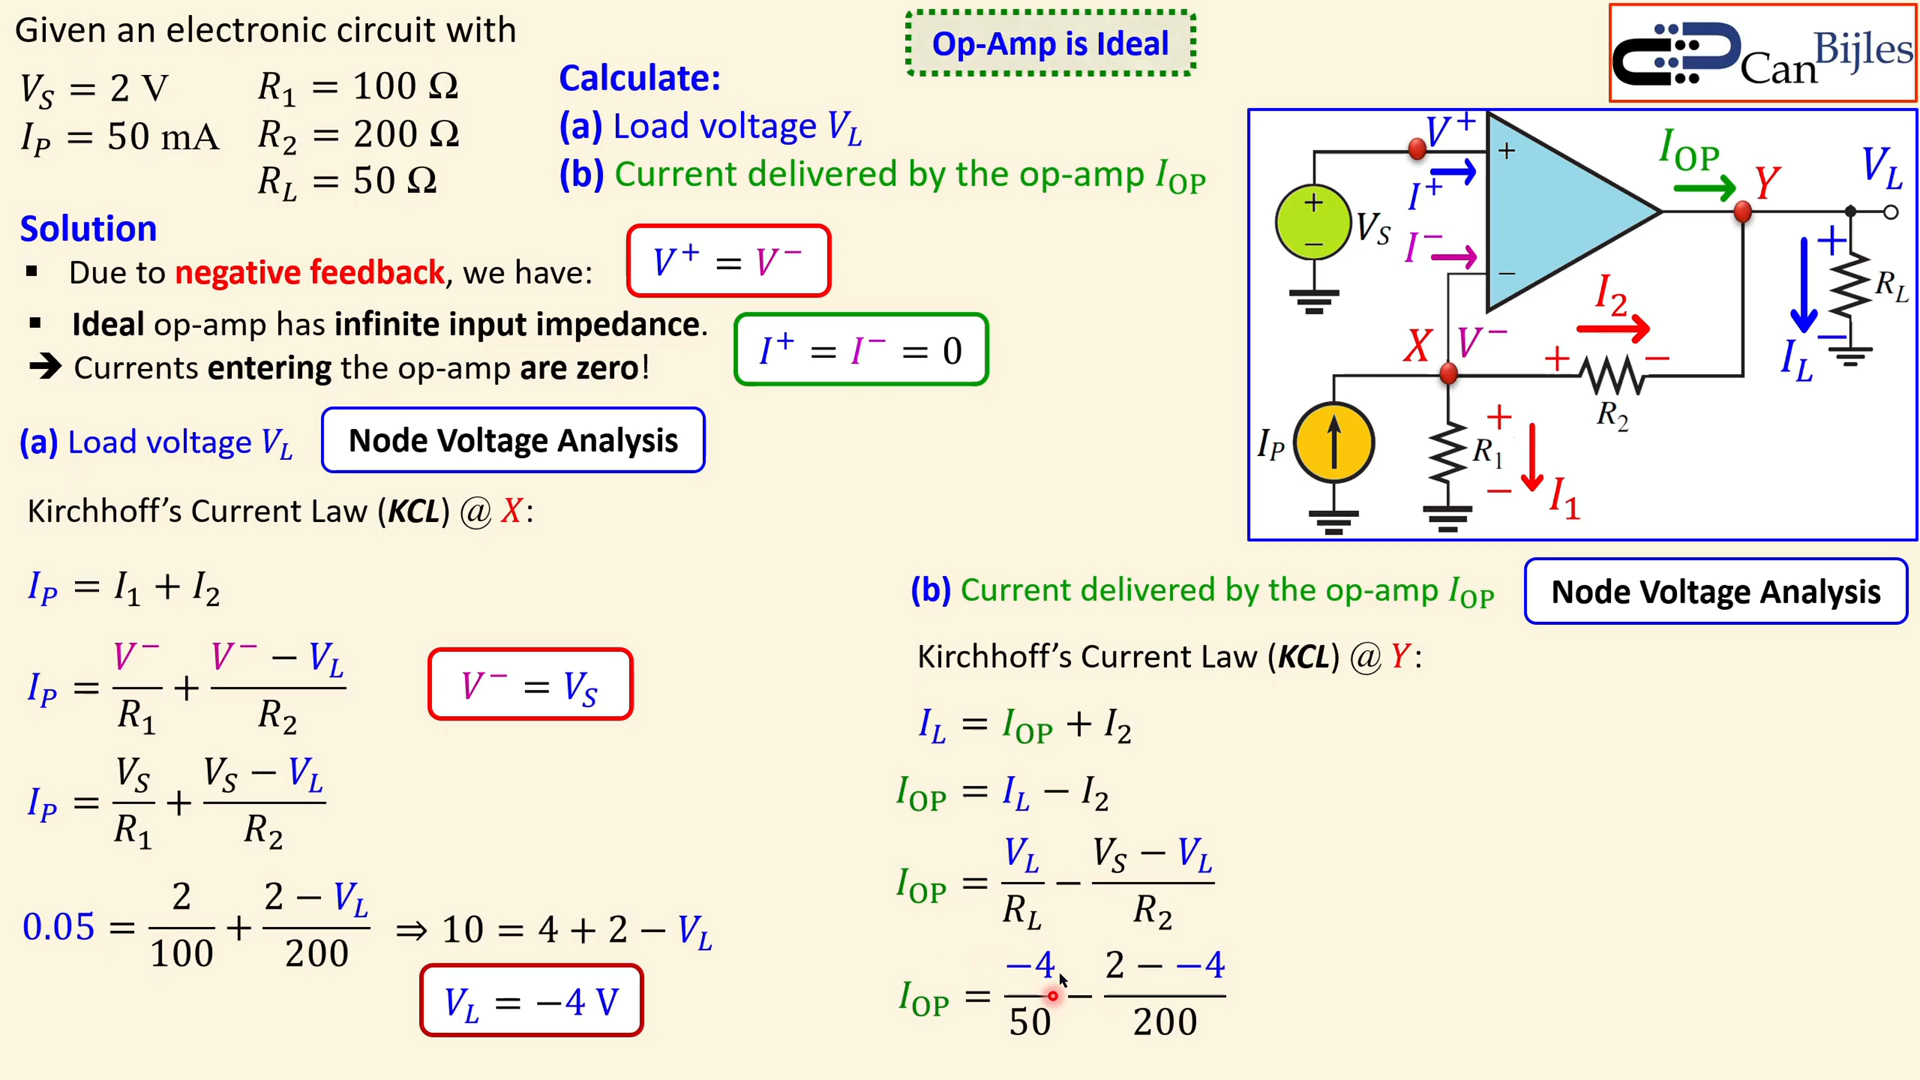 Given an electronic circuit with
V_S = 2 V
I_P = 50 mA
R_1 = 100 Ω
R_2 = 200 Ω
R_L = 50 Ω
Calculate:
(a) Load voltage V_L
(b) Current delivered by the op-amp I_OP
Op-Amp is Ideal
Can Bijles
Solution
▪ Due to negative feedback, we have:
V^+ = V^−
▪ Ideal op-amp has infinite input impedance.
➔ Currents entering the op-amp are zero!
I^+ = I^− = 0
V^+
I^+
I^−
+
−
V_S
+
−
I_OP
Y
V_L
+
R_L
−
I_L
I_2
X
V^−
+
−
R_2
I_P
+
R_1
−
I_1
(a) Load voltage V_L
Node Voltage Analysis
Kirchhoff’s Current Law (KCL) @ X:
I_P = I_1 + I_2
I_P = V^−/R_1 + (V^− − V_L)/R_2
V^− = V_S
I_P = V_S/R_1 + (V_S − V_L)/R_2
0.05 = 2/100 + (2 − V_L)/200 ⇒ 10 = 4 + 2 − V_L
V_L = −4 V
(b) Current delivered by the op-amp I_OP
Node Voltage Analysis
Kirchhoff’s Current Law (KCL) @ Y:
I_L = I_OP + I_2
I_OP = I_L − I_2
I_OP = V_L/R_L − (V_S − V_L)/R_2
I_OP = −4/50 − (2 − −4)/200